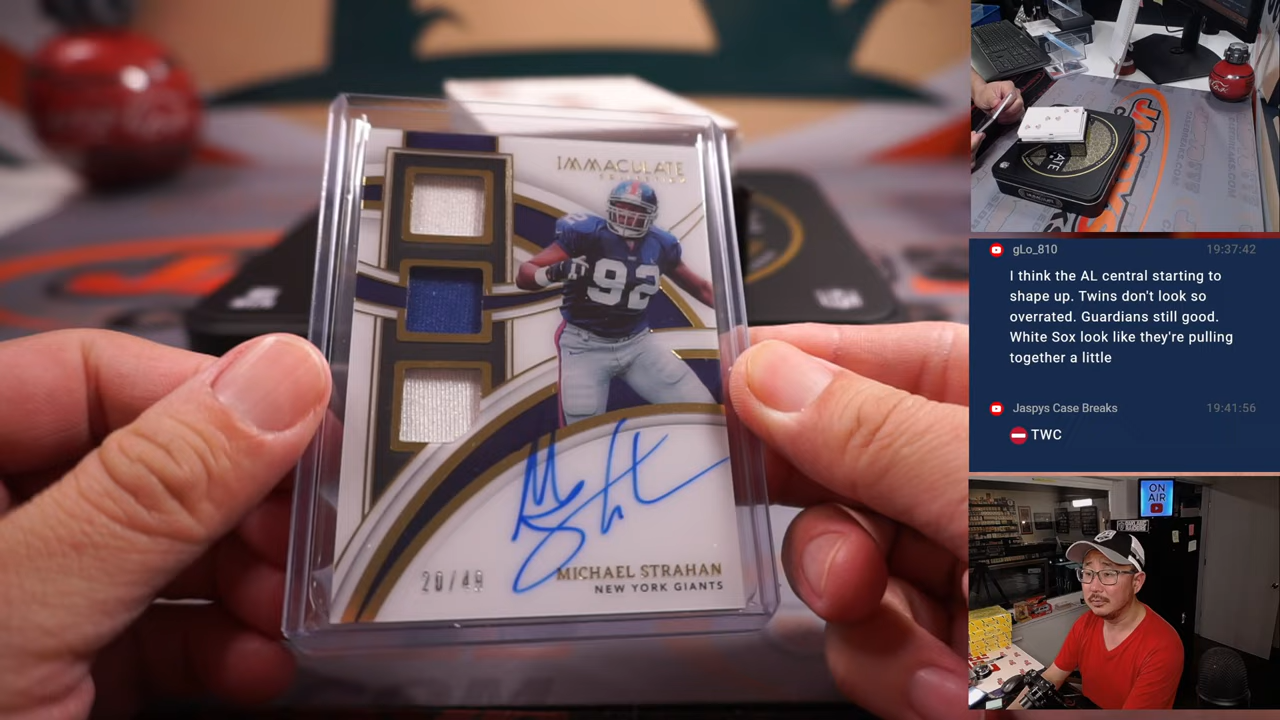 IMMACULATE
92
92
20/49
MICHAEL STRAHAN
NEW YORK GIANTS
JASPYS
gLo_810 19:37:42
I think the AL central starting to
shape up. Twins don't look so
overrated. Guardians still good.
White Sox look like they're pulling
together a little
Jaspys Case Breaks 19:41:56
TWC
ON
AIR